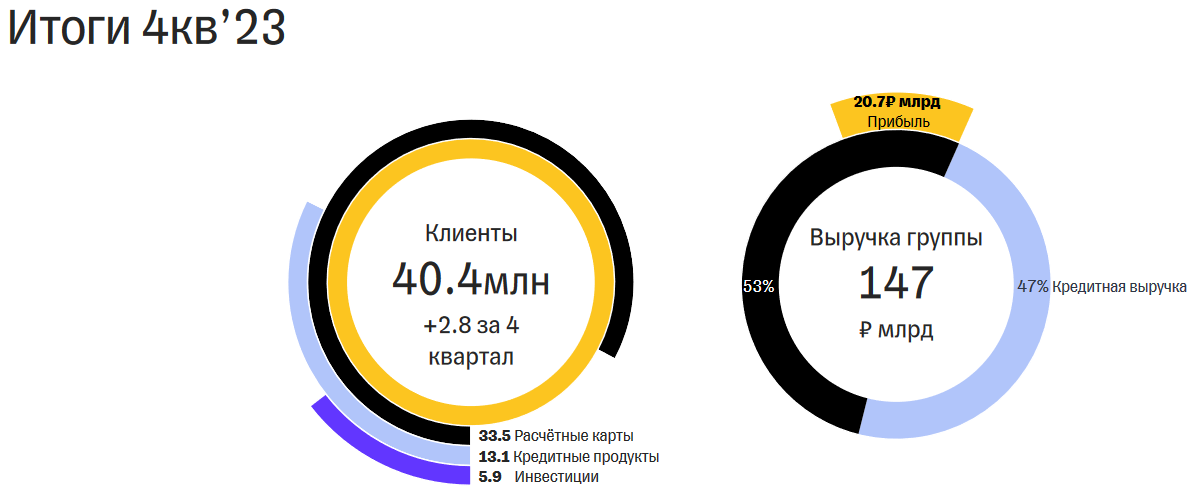 Итоги 4кв’23
Клиенты
40.4млн
+2.8 за 4
квартал
33.5 Расчётные карты
13.1 Кредитные продукты
5.9 Инвестиции
20.7₽ млрд
Прибыль
Выручка группы
147
₽ млрд
53%
47% Кредитная выручка